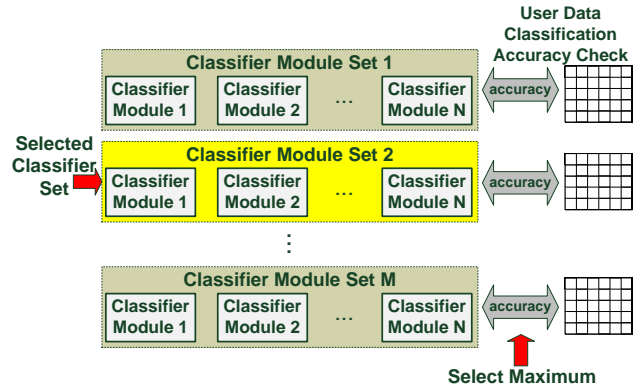 User Data
Classification
Accuracy Check
Classifier Module Set 1
Classifier Module 1
Classifier Module 2
...
Classifier Module N
accuracy
Selected
Classifier
Set
Classifier Module Set 2
Classifier Module 1
Classifier Module 2
...
Classifier Module N
accuracy
...
Classifier Module Set M
Classifier Module 1
Classifier Module 2
...
Classifier Module N
accuracy
Select Maximum